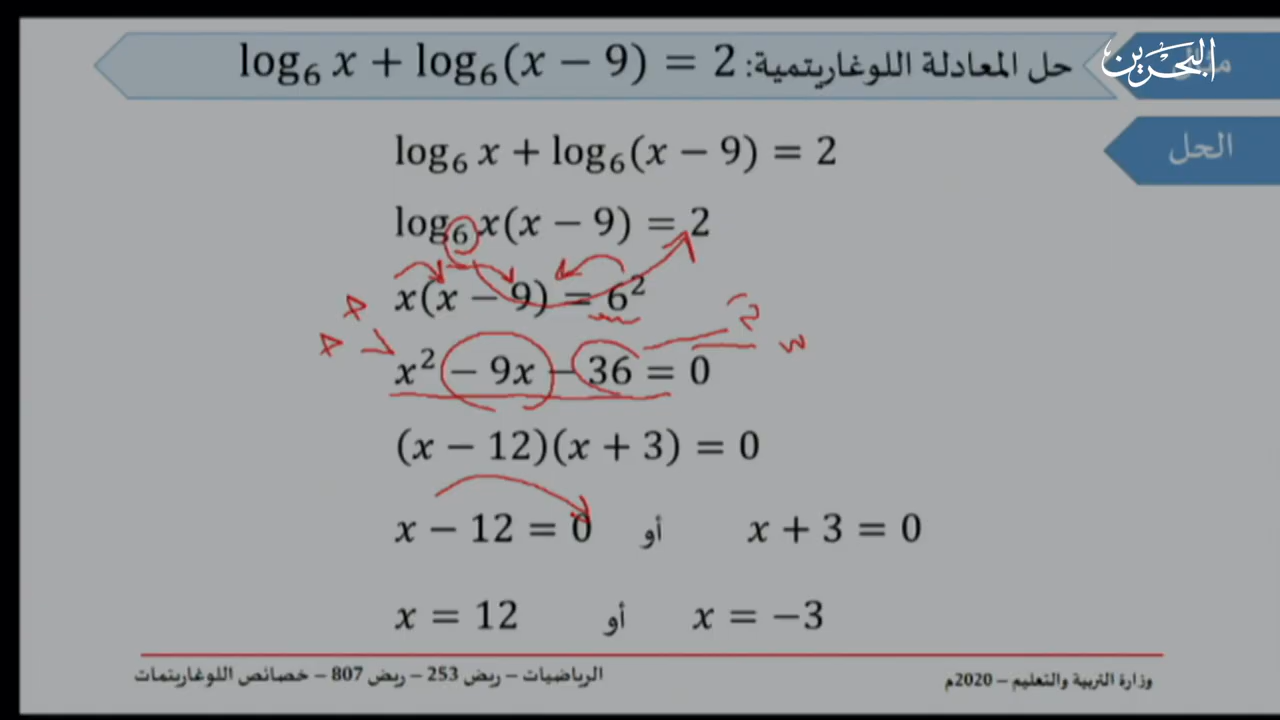 البحرين
حل المعادلة اللوغاريتمية: log₆ x + log₆(x − 9) = 2
الحل
log₆ x + log₆(x − 9) = 2
log₆ x(x − 9) = 2
x(x − 9) = 6²
x² − 9x − 36 = 0
(x − 12)(x + 3) = 0
x − 12 = 0 أو x + 3 = 0
x = 12 أو x = −3
الرياضيات – ريض 253 – ريض 807 – خصائص اللوغاريتمات
وزارة التربية والتعليم – 2020م